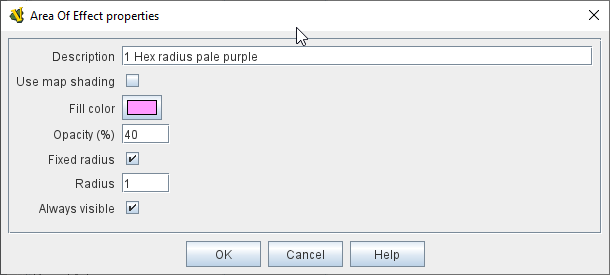 Area Of Effect properties
Description 1 Hex radius pale purple
Use map shading
Fill color
Opacity (%) 40
Fixed radius
Radius 1
Always visible
OK Cancel Help